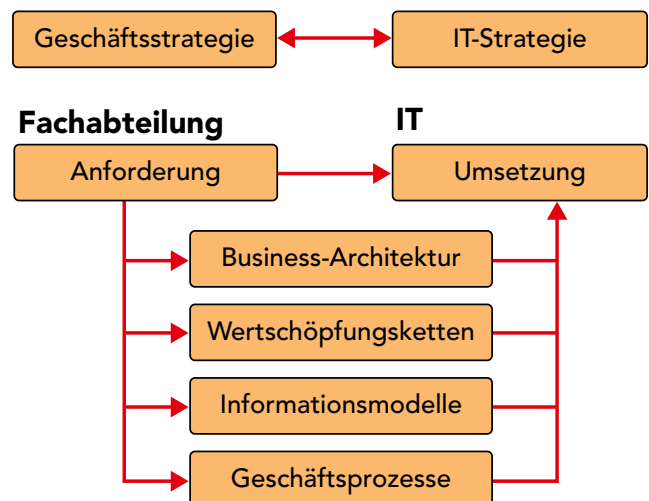 Geschäftsstrategie
IT-Strategie
Fachabteilung
IT
Anforderung
Umsetzung
Business-Architektur
Wertschöpfungsketten
Informationsmodelle
Geschäftsprozesse